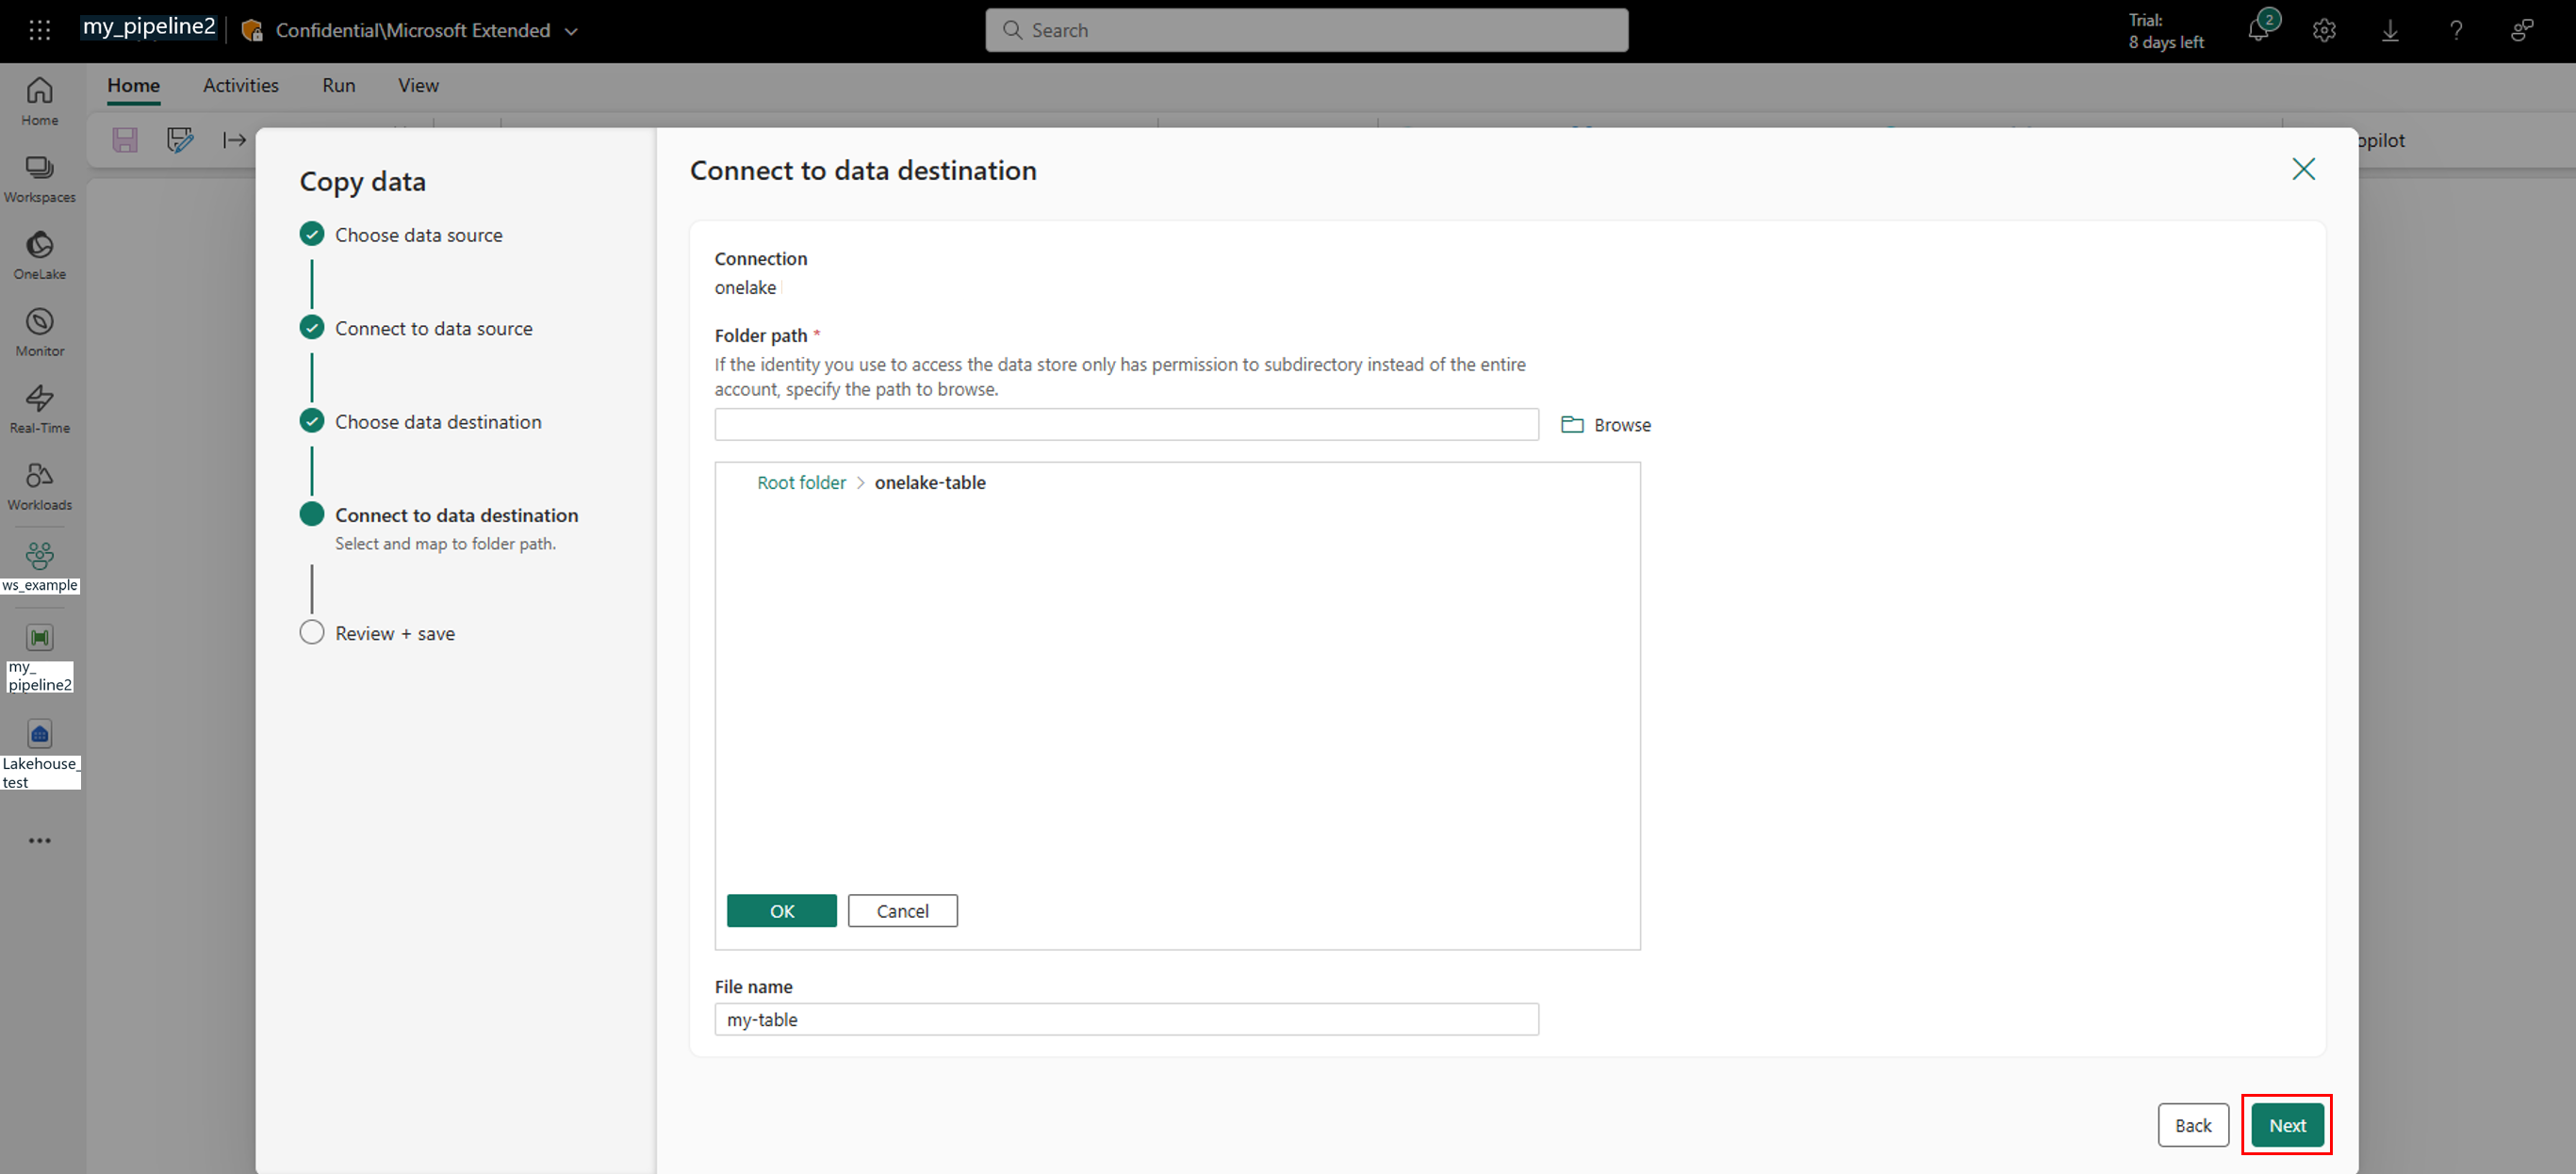 my_pipeline2
Confidential\Microsoft Extended
Search
Trial:
8 days left
2
Home
Activities
Run
View
opilot
Home
Workspaces
OneLake
Monitor
Real-Time
Workloads
ws_example
my_
pipeline2
Lakehouse_
test
Copy data
Choose data source
Connect to data source
Choose data destination
Connect to data destination
Select and map to folder path.
Review + save
Connect to data destination
Connection
onelake
Folder path *
If the identity you use to access the data store only has permission to subdirectory instead of the entire
account, specify the path to browse.
Browse
Root folder > onelake-table
OK
Cancel
File name
my-table
Back
Next